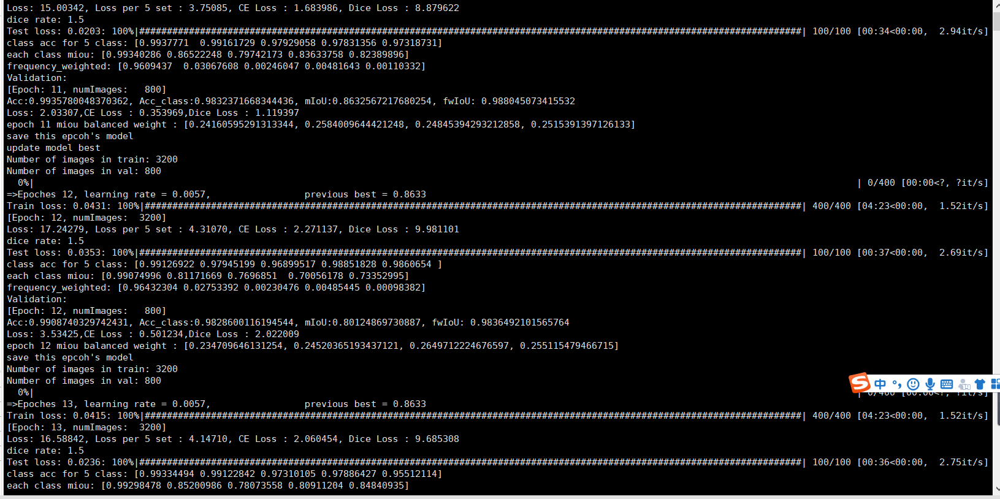 Loss: 15.00342, Loss per 5 set : 3.75085, CE Loss : 1.683986, Dice Loss : 8.879622
dice rate: 1.5
Test loss: 0.0203: 100%|########################################################################################################################| 100/100 [00:34<00:00,  2.94it/s]
class acc for 5 class: [0.9937771  0.99161729 0.97929058 0.97831356 0.97318731]
each class miou: [0.99340286 0.86522248 0.79742173 0.83633758 0.82389896]
frequency_weighted: [0.9609437  0.03067608 0.00246047 0.00481643 0.00110332]
Validation:
[Epoch: 11, numImages:   800]
Acc:0.9935780048370362, Acc_class:0.9832371668344436, mIoU:0.8632567217680254, fwIoU: 0.988045073415532
Loss: 2.03307,CE Loss : 0.353969,Dice Loss : 1.119397
epoch 11 miou balanced weight : [0.24160595291313344, 0.2584009644421248, 0.24845394293212858, 0.2515391397126133]
save this epcoh's model
update model best
Number of images in train: 3200
Number of images in val: 800
  0%|                                                                                                                                                     | 0/400 [00:00<?, ?it/s]
=>Epoches 12, learning rate = 0.0057,                 previous best = 0.8633
Train loss: 0.0431: 100%|#######################################################################################################################| 400/400 [04:23<00:00,  1.52it/s]
[Epoch: 12, numImages:  3200]
Loss: 17.24279, Loss per 5 set : 4.31070, CE Loss : 2.271137, Dice Loss : 9.981101
dice rate: 1.5
Test loss: 0.0353: 100%|########################################################################################################################| 100/100 [00:37<00:00,  2.69it/s]
class acc for 5 class: [0.99126922 0.97945199 0.96899517 0.98851828 0.9860654 ]
each class miou: [0.99074996 0.81171669 0.7696851  0.70056178 0.73352995]
frequency_weighted: [0.96432304 0.02753392 0.00230476 0.00485445 0.00098382]
Validation:
[Epoch: 12, numImages:   800]
Acc:0.9908740329742431, Acc_class:0.9828600116194544, mIoU:0.80124869730887, fwIoU: 0.9836492101565764
Loss: 3.53425,CE Loss : 0.501234,Dice Loss : 2.022009
epoch 12 miou balanced weight : [0.234709646131254, 0.24520365193437121, 0.2649712224676597, 0.255115479466715]
save this epcoh's model
Number of images in train: 3200
Number of images in val: 800
中
  0%|                                                                                                                                                     | 0/400 [00:00<?, ?it/s]
=>Epoches 13, learning rate = 0.0057,                 previous best = 0.8633
Train loss: 0.0415: 100%|#######################################################################################################################| 400/400 [04:23<00:00,  1.52it/s]
[Epoch: 13, numImages:  3200]
Loss: 16.58842, Loss per 5 set : 4.14710, CE Loss : 2.060454, Dice Loss : 9.685308
dice rate: 1.5
Test loss: 0.0236: 100%|########################################################################################################################| 100/100 [00:36<00:00,  2.75it/s]
class acc for 5 class: [0.99334494 0.99122842 0.97310105 0.97886427 0.95512114]
each class miou: [0.99298478 0.85200986 0.78073558 0.80911204 0.84840935]